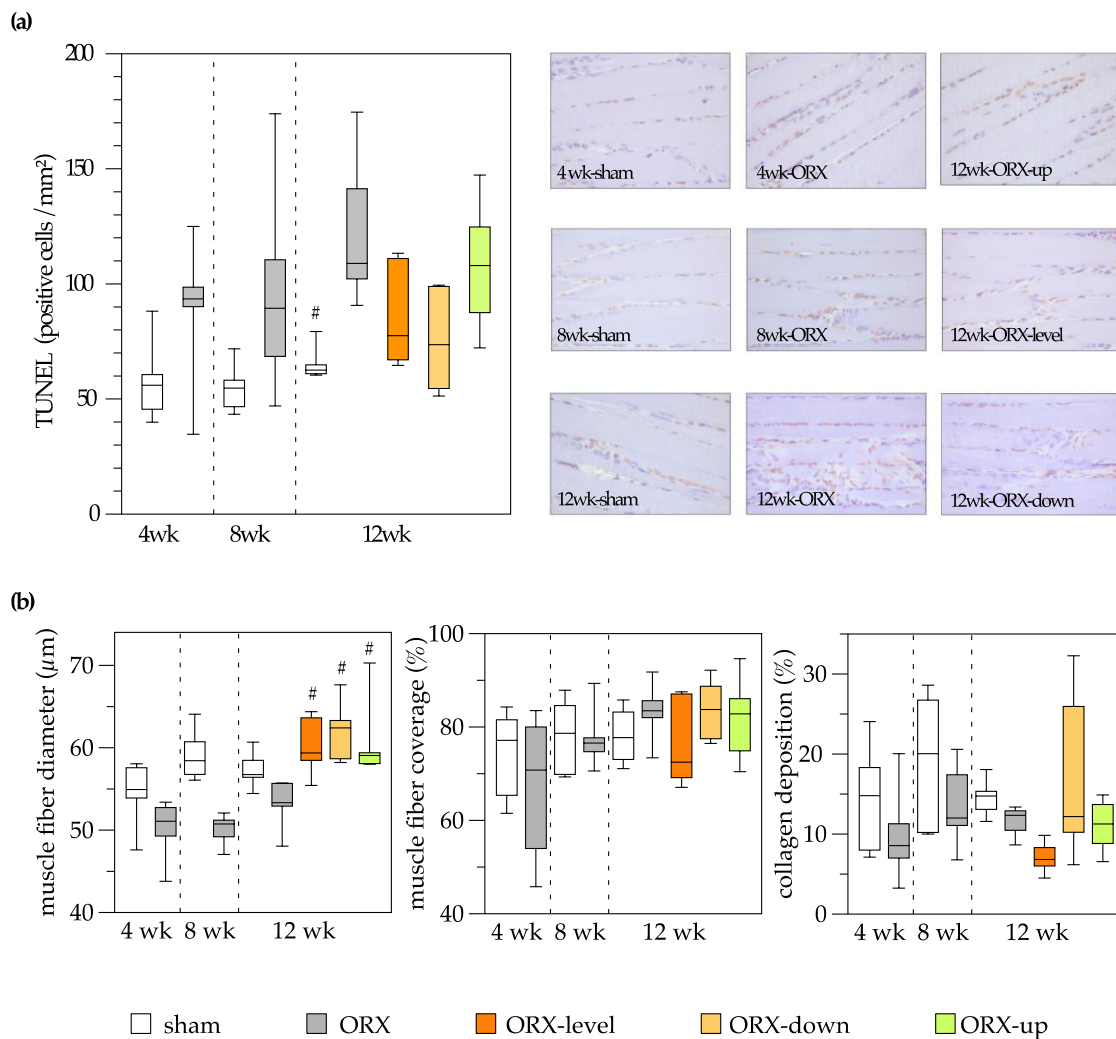 (a)
TUNEL (positive cells/mm²)
200
150
100
50
0
#
4wk 8wk 12wk
4wk-sham 4wk-ORX 12wk-ORX-up
8wk-sham 8wk-ORX 12wk-ORX-level
12wk-sham 12wk-ORX 12wk-ORX-down
(b)
muscle fiber diameter (µm)
70
60
50
40
# # #
4 wk 8 wk 12 wk
muscle fiber coverage (%)
100
80
60
40
4 wk 8 wk 12 wk
collagen deposition (%)
30
20
10
0
4 wk 8 wk 12 wk
sham ORX ORX-level ORX-down ORX-up